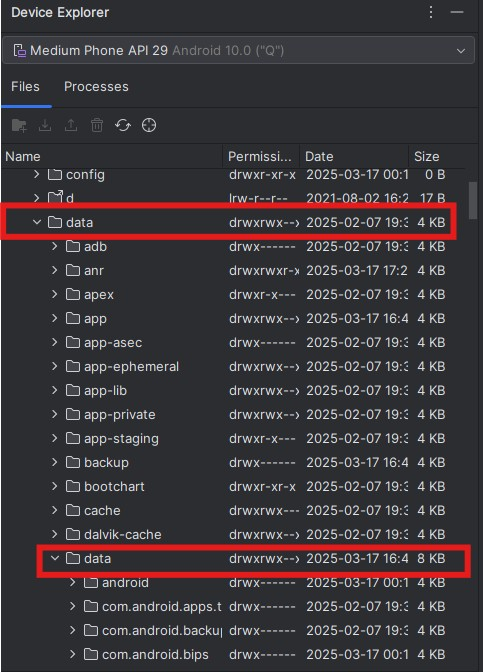 Device Explorer
Medium Phone API 29 Android 10.0 ("Q")
Files Processes
Name Permissi... Date Size
config drwxr-xr-x 2025-03-17 00:1 0 B
d lrw-r--r-- 2021-08-02 16:2 17 B
data drwxrwx--x 2025-02-07 19:3 4 KB
adb drwx------ 2025-02-07 19:3 4 KB
anr drwxrwxr-x 2025-03-17 17:2 4 KB
apex drwxr-x--- 2025-02-07 19:3 4 KB
app drwxrwx--x 2025-03-17 16:4 4 KB
app-asec drwx------ 2025-02-07 19:3 4 KB
app-ephemeral drwxrwx--x 2025-02-07 19:3 4 KB
app-lib drwxrwx--x 2025-02-07 19:3 4 KB
app-private drwxrwx--x 2025-02-07 19:3 4 KB
app-staging drwxr-x--- 2025-02-07 19:3 4 KB
backup drwx------ 2025-03-17 16:4 4 KB
bootchart drwxr-xr-x 2025-02-07 19:3 4 KB
cache drwxrwx--- 2025-02-07 19:3 4 KB
dalvik-cache drwxrwx--x 2025-02-07 19:3 4 KB
data drwxrwx--x 2025-03-17 16:4 8 KB
android drwx------ 2025-03-17 00:1 4 KB
com.android.apps.t drwx------ 2025-02-07 19:3 4 KB
com.android.backup drwx------ 2025-02-07 19:3 4 KB
com.android.bips drwx------ 2025-03-17 00:1 4 KB